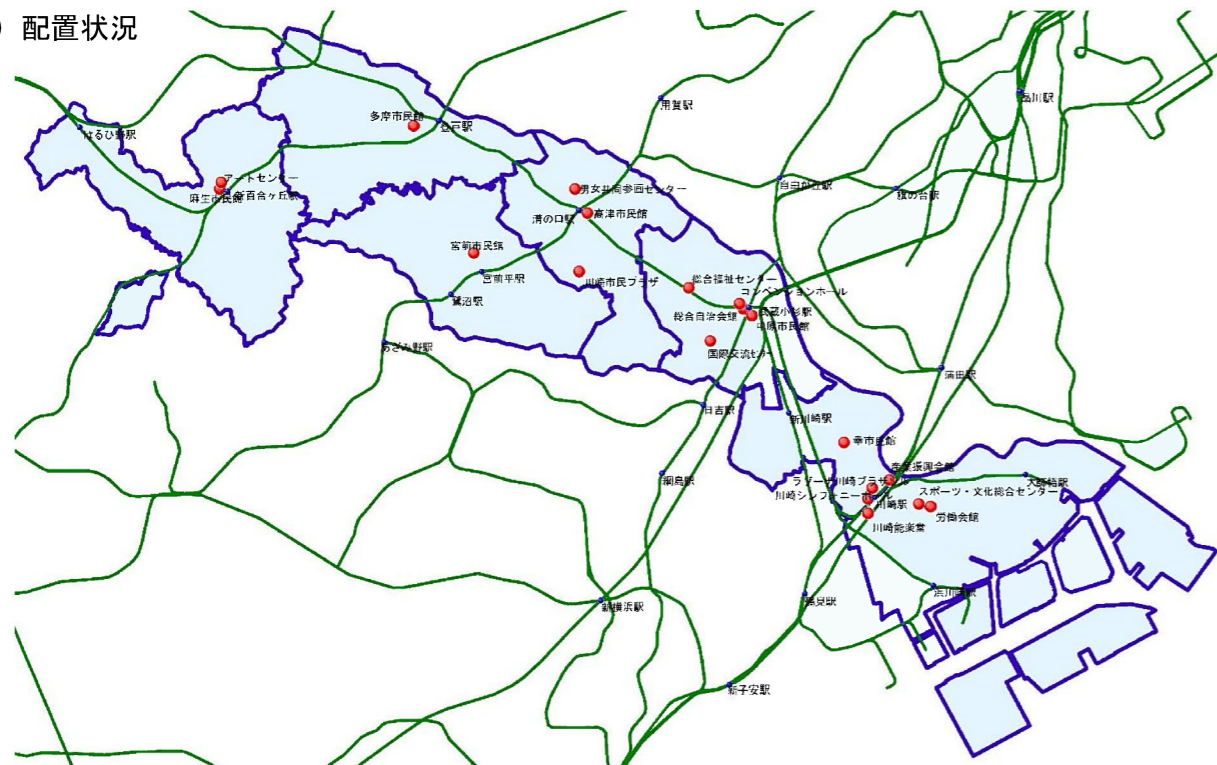 配置状況
品川駅
用賀駅
多摩市民館
登戸駅
はるひ野駅
アートセンター
新百合ヶ丘駅
麻生市民館
自由が丘駅
旗の台駅
男女共同参画センター
溝の口駅
高津市民館
宮前市民館
宮前平駅
川崎市民プラザ
総合福祉センター
コンベンションホール
鷺沼駅
総合自治会館
武蔵小杉駅
中原市民館
あざみ野駅
国際交流センター
蒲田駅
日吉駅
新川崎駅
幸市民館
綱島駅
産業振興会館
ラゾーナ川崎プラザソル
大師橋駅
川崎シンフォニーホール
スポーツ・文化総合センター
川崎駅
労働会館
川崎能楽堂
鶴見駅
浜川崎駅
新横浜駅
新子安駅